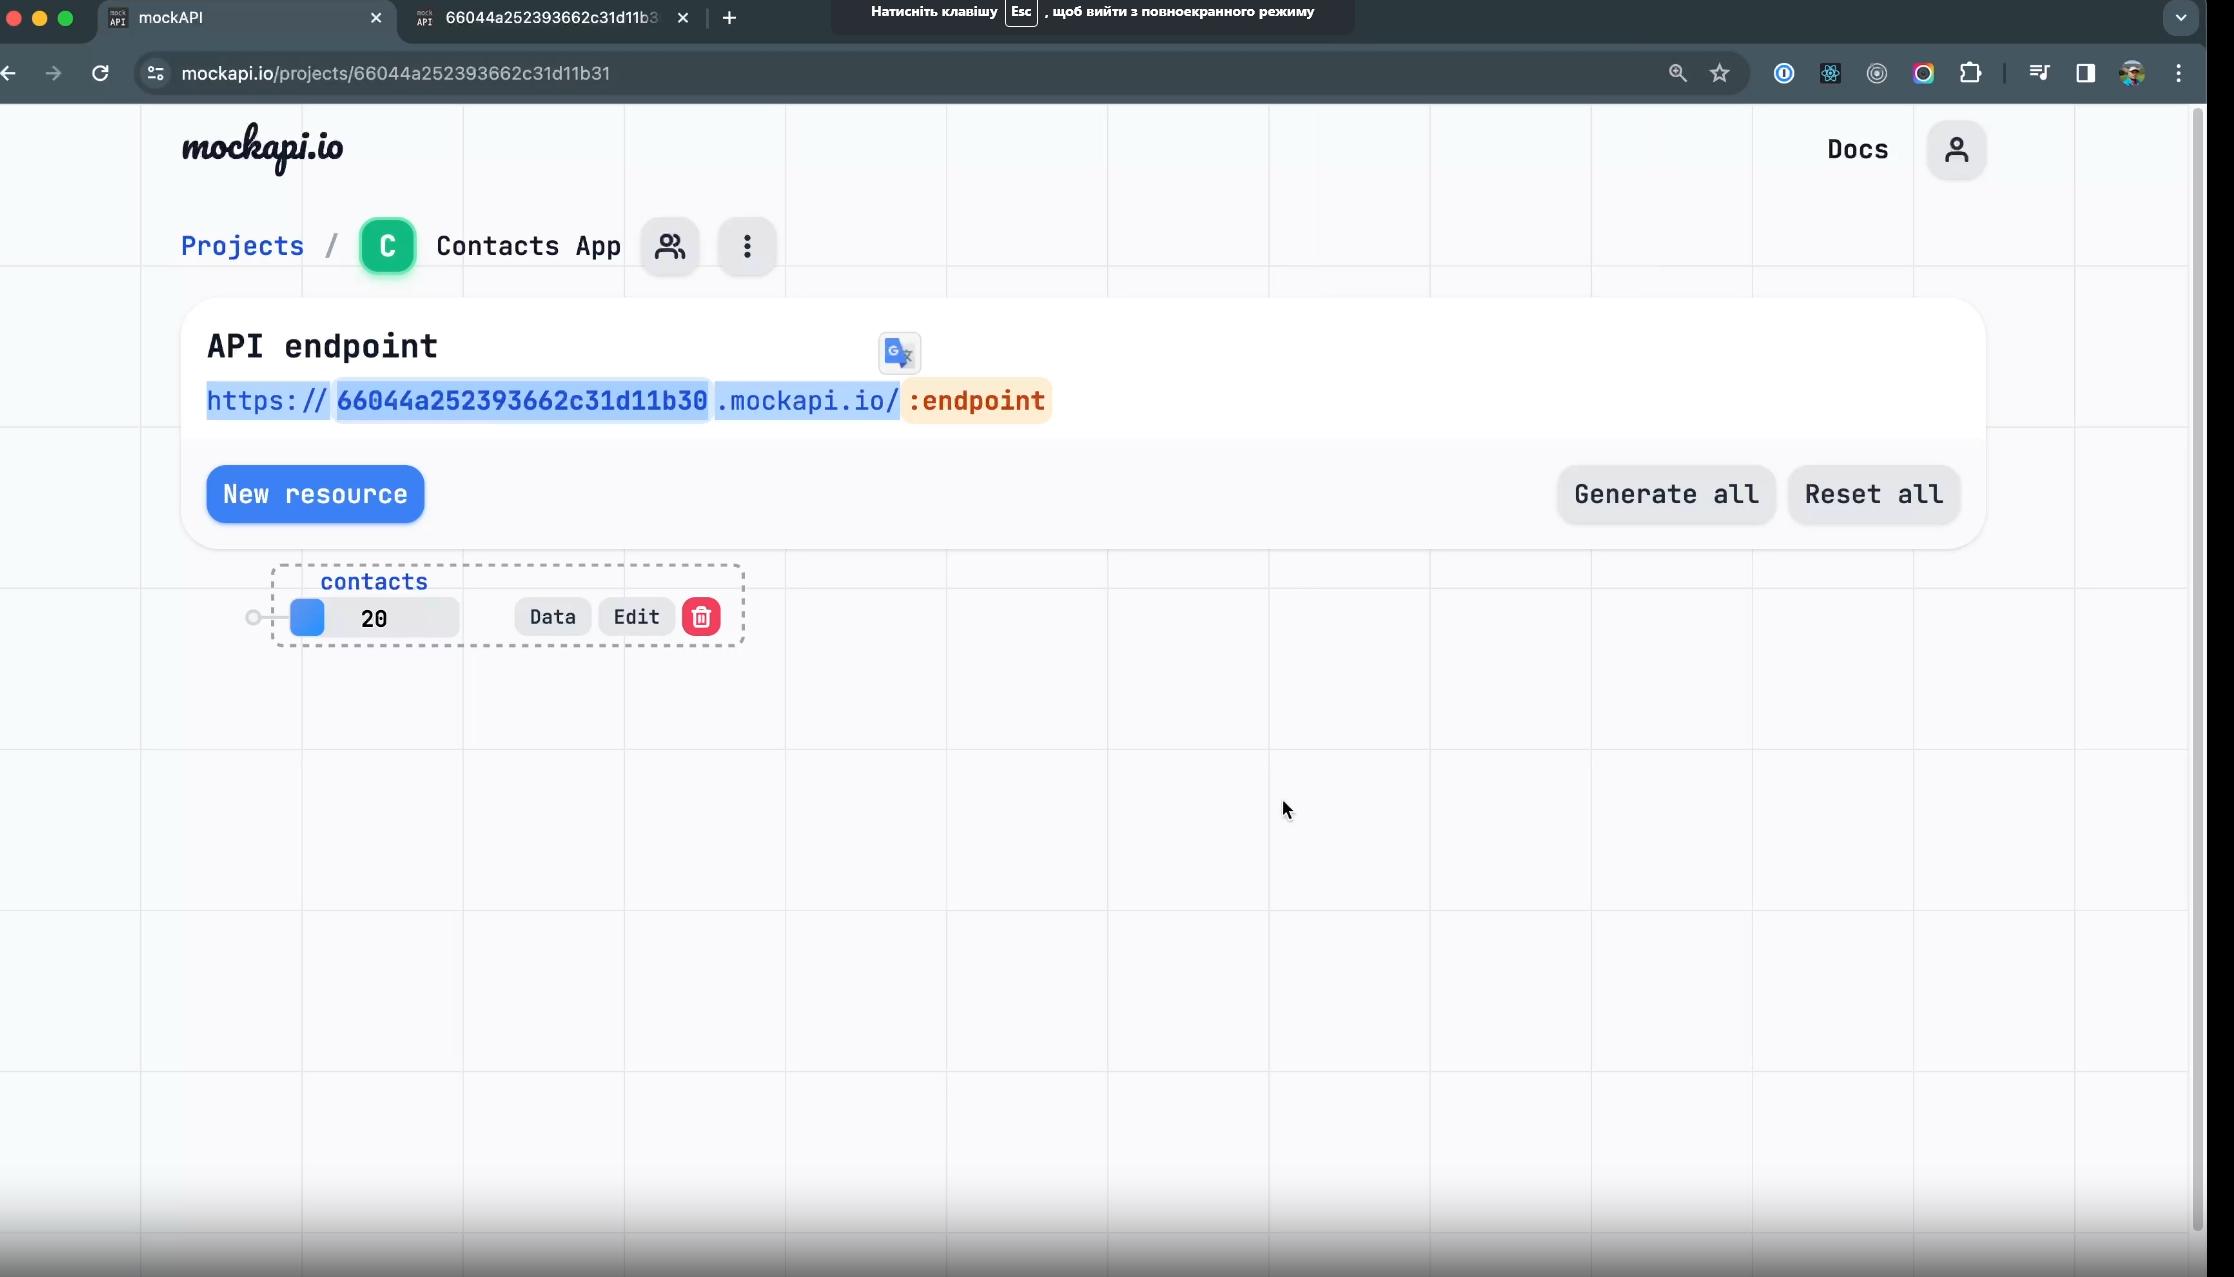 mockAPI
66044a252393662c31d11b3
Натисніть клавішу Esc , щоб вийти з повноекранного режиму
mockapi.io/projects/66044a252393662c31d11b31
mockapi.io
Docs
Projects / C Contacts App
API endpoint
https://66044a252393662c31d11b30.mockapi.io/:endpoint
New resource
Generate all
Reset all
contacts
20
Data
Edit